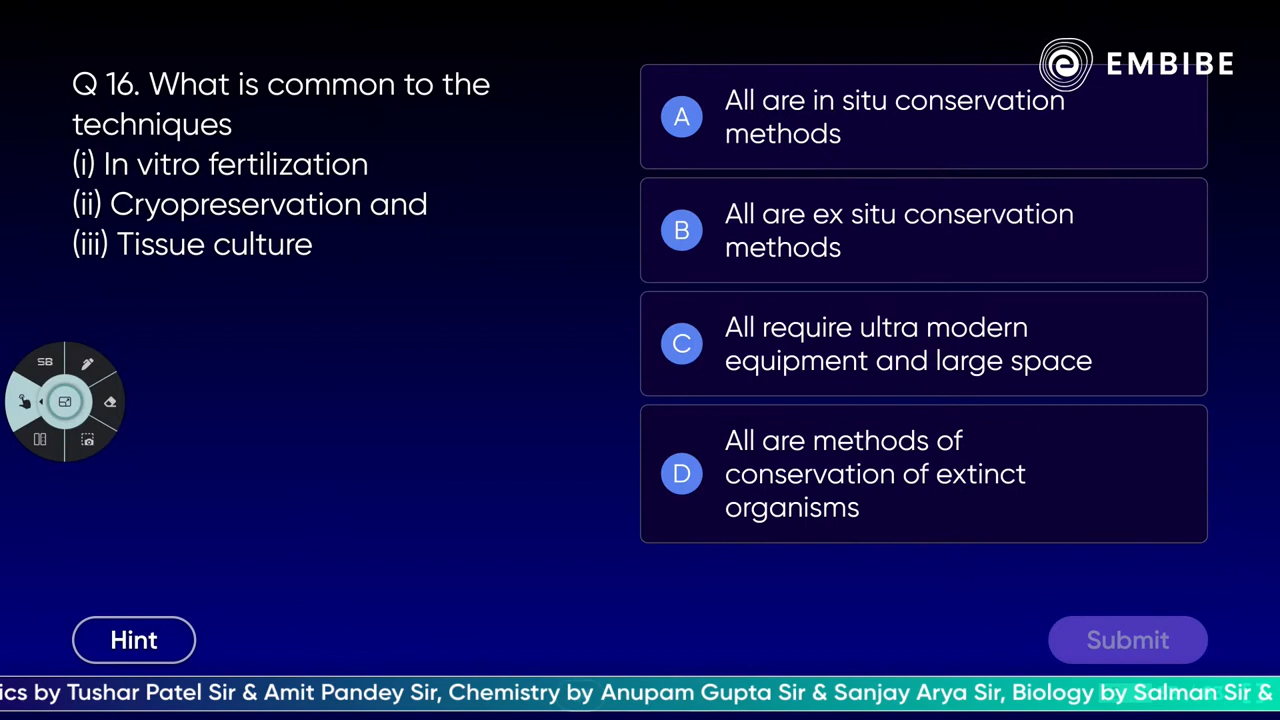 EMBIBE
Q 16. What is common to the
techniques
(i) In vitro fertilization
(ii) Cryopreservation and
(iii) Tissue culture
A
All are in situ conservation
methods
B
All are ex situ conservation
methods
C
All require ultra modern
equipment and large space
D
All are methods of
conservation of extinct
organisms
SB
Hint
Submit
ics by Tushar Patel Sir & Amit Pandey Sir, Chemistry by Anupam Gupta Sir & Sanjay Arya Sir, Biology by Salman Sir &